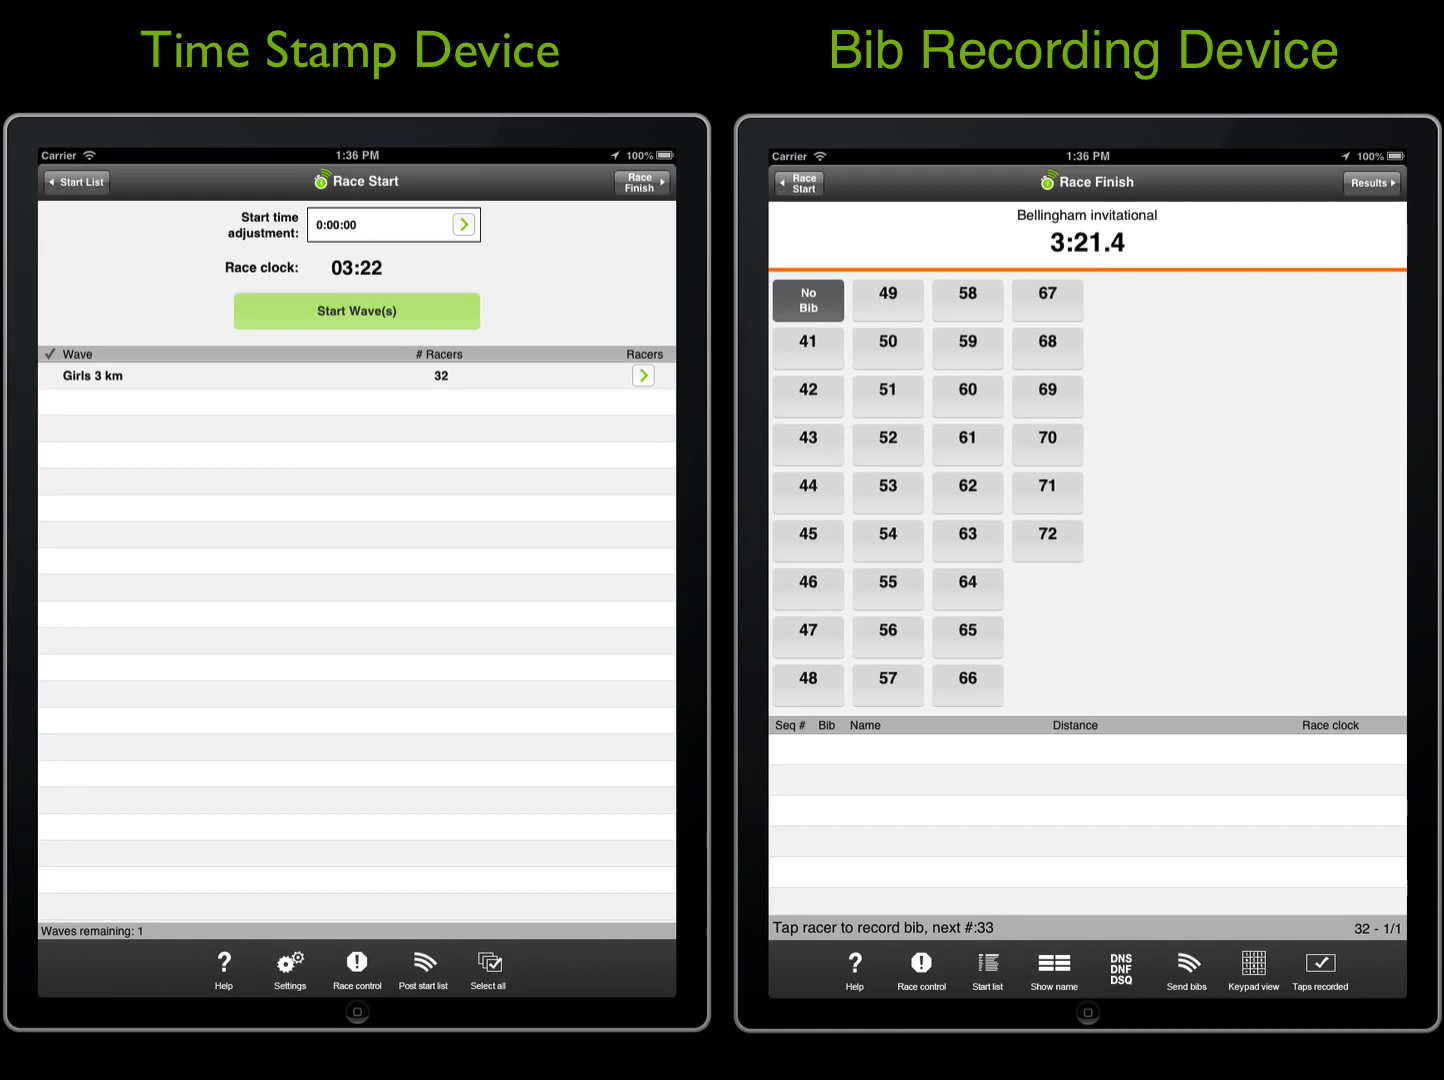 Time Stamp Device
Bib Recording Device
Carrier 1:36 PM 100%
Start List
Race Start
Race
Finish
Start time
adjustment:
0:00:00
Race clock: 03:22
Start Wave(s)
Wave # Racers Racers
Girls 3 km 32
Waves remaining: 1
Help Settings Race control Post start list Select all
Carrier 1:36 PM 100%
Race
Start
Race Finish
Results
Bellingham invitational
3:21.4
No
Bib
49 58 67
41 50 59 68
42 51 60 69
43 52 61 70
44 53 62 71
45 54 63 72
46 55 64
47 56 65
48 57 66
Seq # Bib Name Distance Race clock
Tap racer to record bib, next #:33 32 - 1/1
DNS
DNF
DSQ
Help Race control Start list Show name Send bibs Keypad view Taps recorded